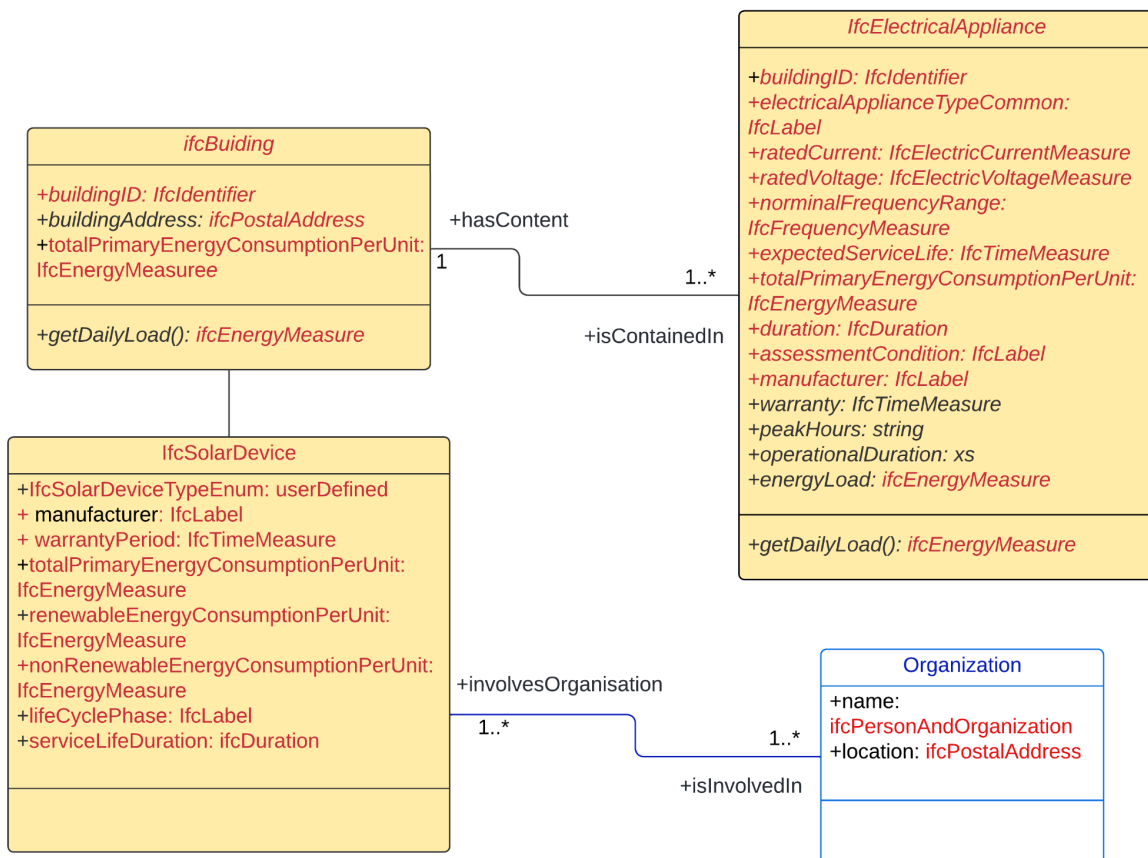 IfcElectricalAppliance
+buildingID: IfcIdentifier
+electricalApplianceTypeCommon:
IfcLabel
+ratedCurrent: IfcElectricCurrentMeasure
+ratedVoltage: IfcElectricVoltageMeasure
+norminalFrequencyRange:
IfcFrequencyMeasure
+expectedServiceLife: IfcTimeMeasure
+totalPrimaryEnergyConsumptionPerUnit:
IfcEnergyMeasure
+duration: IfcDuration
+assessmentCondition: IfcLabel
+manufacturer: IfcLabel
+warranty: IfcTimeMeasure
+peakHours: string
+operationalDuration: xs
+energyLoad: ifcEnergyMeasure
+getDailyLoad(): ifcEnergyMeasure
ifcBuiding
+buildingID: IfcIdentifier
+buildingAddress: ifcPostalAddress
+totalPrimaryEnergyConsumptionPerUnit:
IfcEnergyMeasuree
+getDailyLoad(): ifcEnergyMeasure
+hasContent
1
1..*
+isContainedIn
IfcSolarDevice
+IfcSolarDeviceTypeEnum: userDefined
+ manufacturer: IfcLabel
+ warrantyPeriod: IfcTimeMeasure
+totalPrimaryEnergyConsumptionPerUnit:
IfcEnergyMeasure
+renewableEnergyConsumptionPerUnit:
IfcEnergyMeasure
+nonRenewableEnergyConsumptionPerUnit:
IfcEnergyMeasure
+lifeCyclePhase: IfcLabel
+serviceLifeDuration: ifcDuration
+involvesOrganisation
1..*
1..*
+isInvolvedIn
Organization
+name:
ifcPersonAndOrganization
+location: ifcPostalAddress